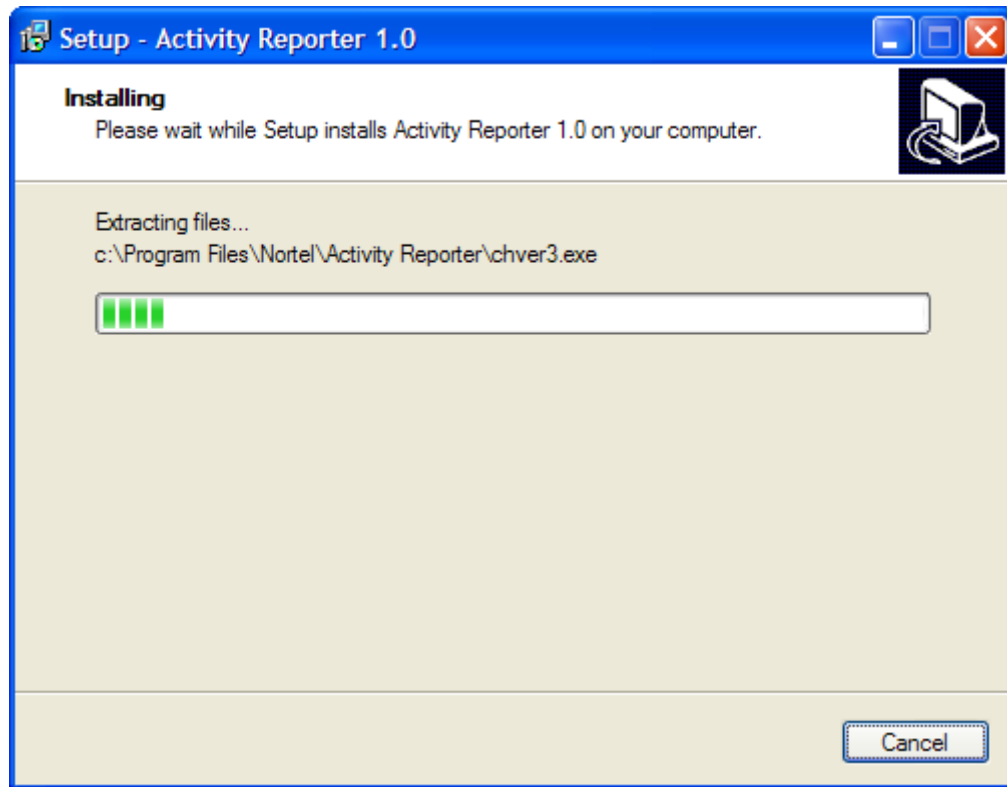 Setup - Activity Reporter 1.0
Installing
Please wait while Setup installs Activity Reporter 1.0 on your computer.
Extracting files...
c:\Program Files\Nortel\Activity Reporter\chver3.exe
Cancel